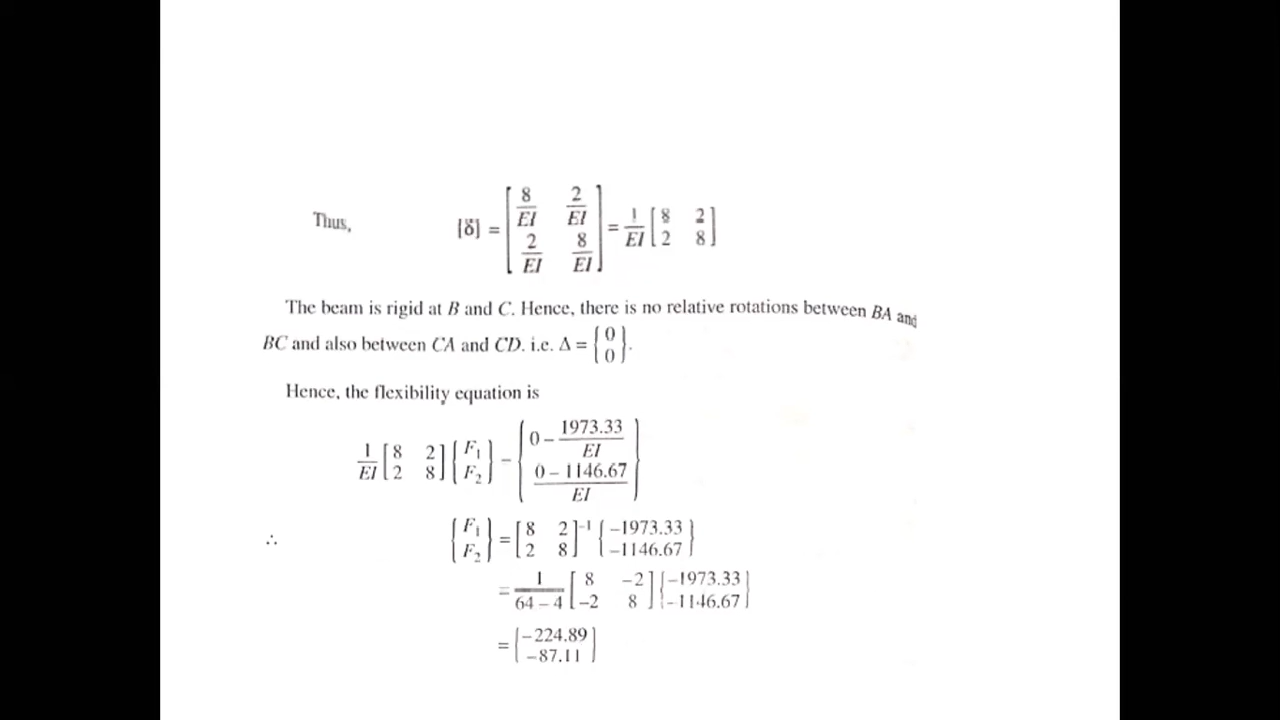 Thus, [δ] = [ 8/EI 2/EI ; 2/EI 8/EI ] = 1/EI [ 8 2 ; 2 8 ]
The beam is rigid at B and C. Hence, there is no relative rotations between BA and
BC and also between CA and CD. i.e. Δ = { 0 ; 0 }.
Hence, the flexibility equation is
1/EI [ 8 2 ; 2 8 ] { F₁ ; F₂ } – { 0 – 1973.33/EI ; (0 – 1146.67)/EI }
∴ { F₁ ; F₂ } = [ 8 2 ; 2 8 ]⁻¹ { –1973.33 ; –1146.67 }
= 1/(64 – 4) [ 8 –2 ; –2 8 ] { –1973.33 ; –1146.67 }
= { –224.89 ; –87.11 }